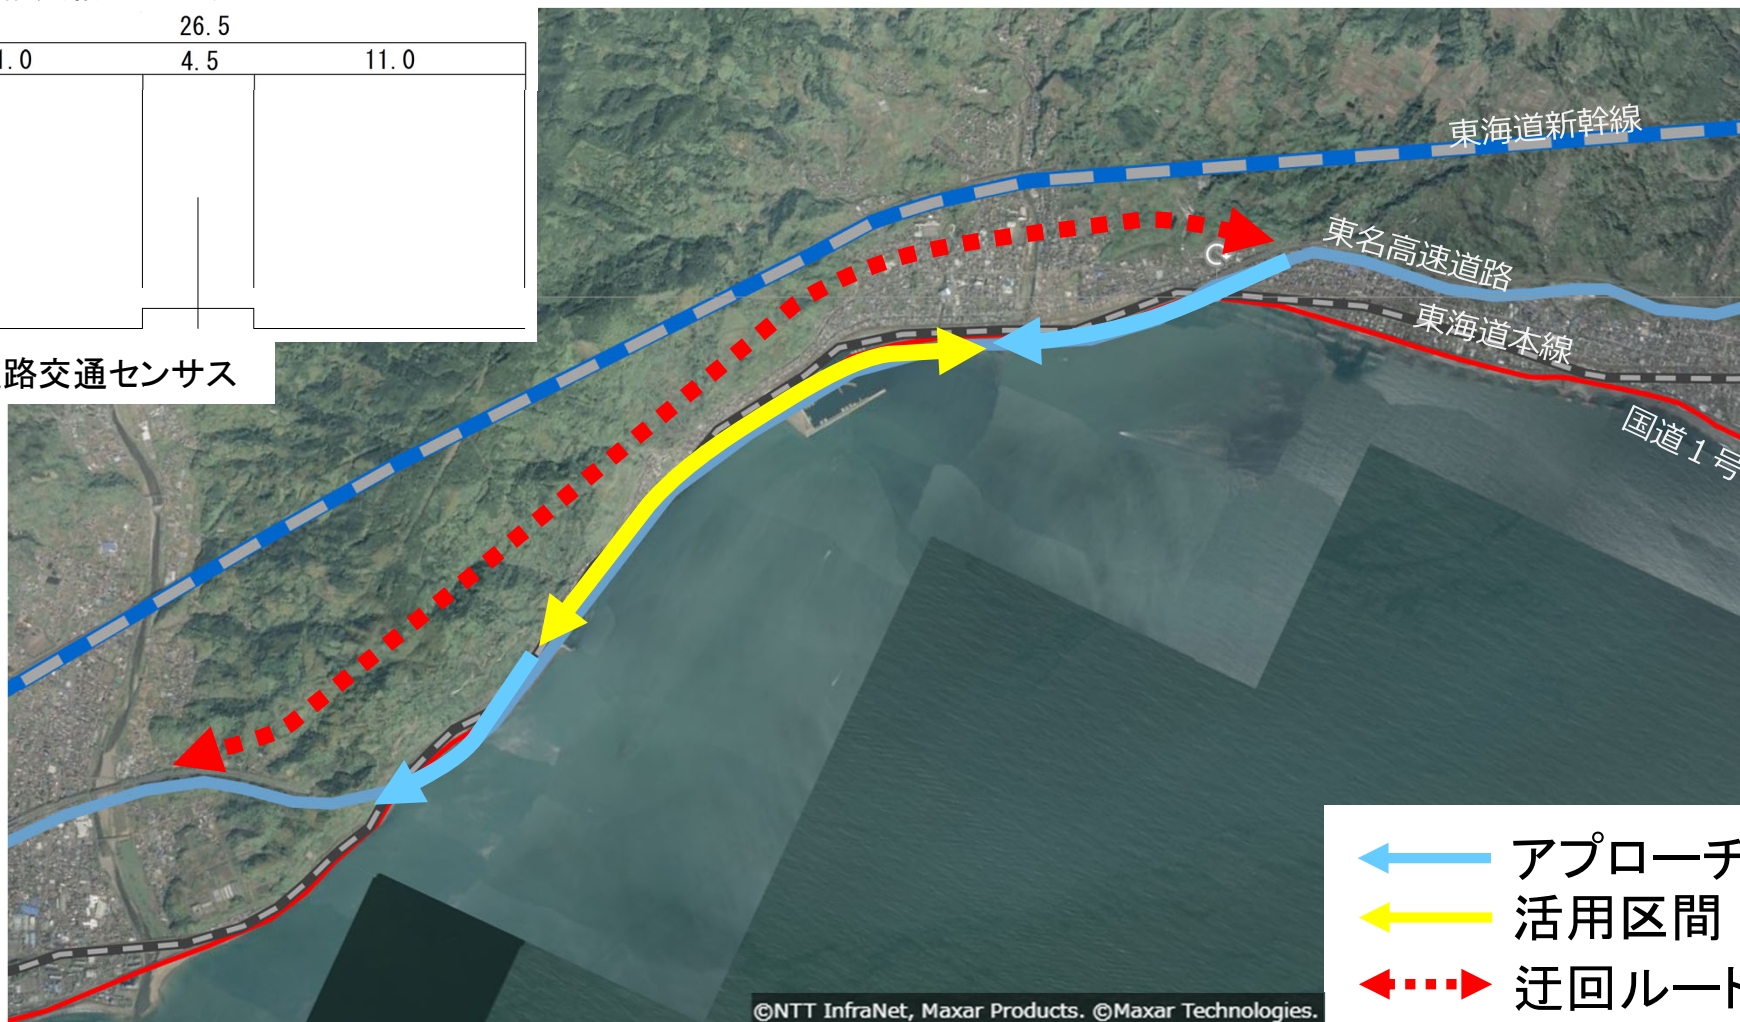 26.5
4.5
11.0
東海道新幹線
東名高速道路
東海道本線
国道1号
路交通センサス
アプローチ
活用区間
迂回ルート
©NTT InfraNet, Maxar Products. ©Maxar Technologies.